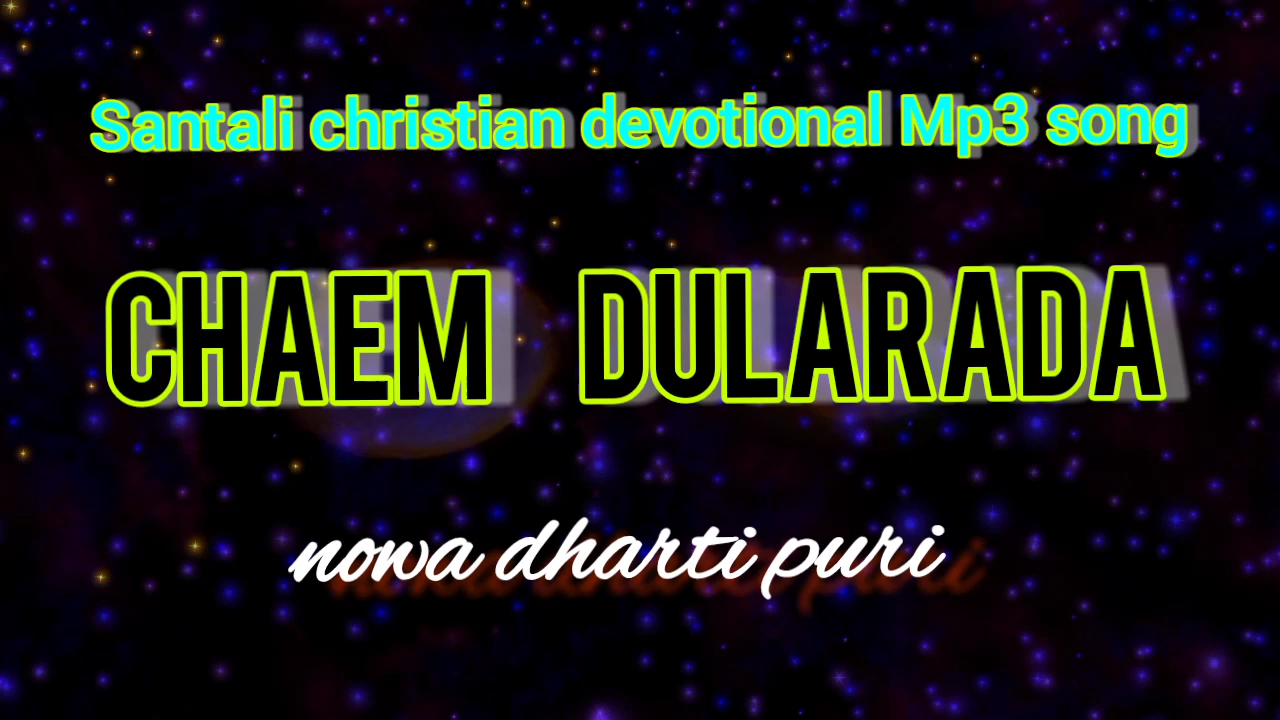 Santali christian devotional Mp3 song
CHAEM DULARADA
nowa dharti puri